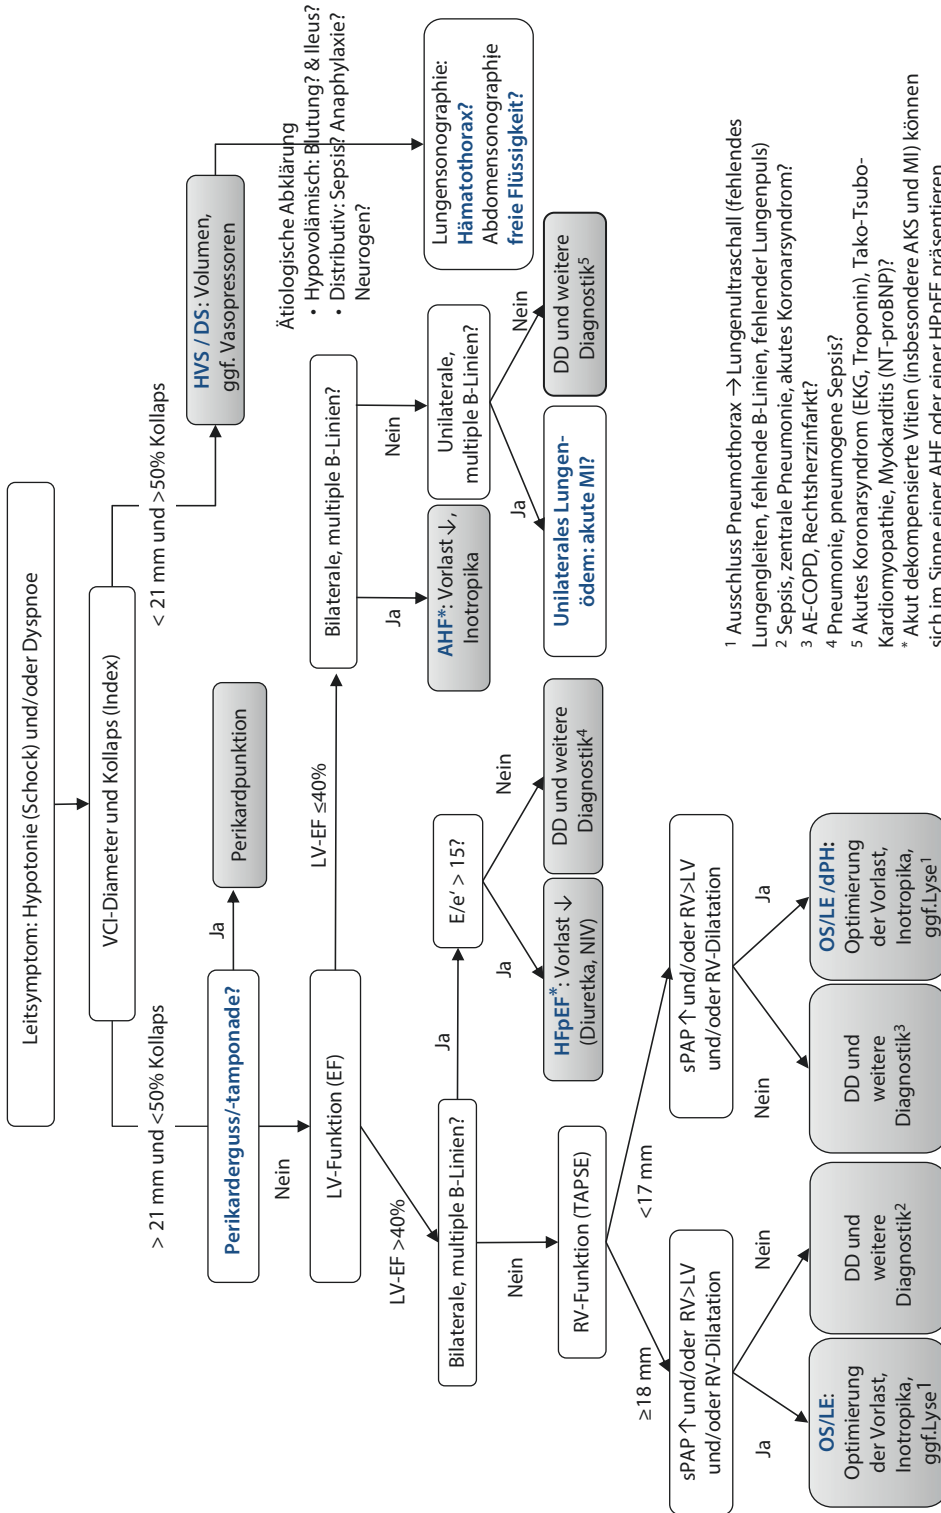 Leitsymptom: Hypotonie (Schock) und/oder Dyspnoe
VCI-Diameter und Kollaps (Index)
> 21 mm und <50% Kollaps
< 21 mm und >50% Kollaps
Perikarderguss/-tamponade?
Ja
Perikardpunktion
HVS / DS: Volumen,
ggf. Vasopressoren
Nein
Ätiologische Abklärung
• Hypovolämisch: Blutung? & Ileus?
• Distributiv: Sepsis? Anaphylaxie?
Neurogen?
LV-Funktion (EF)
LV-EF ≤40%
Bilaterale, multiple B-Linien?
LV-EF >40%
Ja
Nein
Lungensonographie:
Hämatothorax?
Abdomensonographie
freie Flüssigkeit?
Bilaterale, multiple B-Linien?
Ja
E/e′ > 15?
AHF*: Vorlast ↓,
Inotropika
Unilaterale,
multiple B-Linien?
Nein
Ja
Nein
Ja
Nein
RV-Funktion (TAPSE)
HFpEF*: Vorlast ↓
(Diuretka, NIV)
DD und weitere
Diagnostik4
Unilaterales Lungen-
ödem: akute MI?
DD und weitere
Diagnostik5
≥18 mm
<17 mm
sPAP ↑ und/oder RV>LV
und/oder RV-Dilatation
sPAP ↑ und/oder RV>LV
und/oder RV-Dilatation
Ja
Nein
Nein
Ja
OS/LE:
Optimierung
der Vorlast,
Inotropika,
ggf.Lyse1
DD und
weitere
Diagnostik2
DD und
weitere
Diagnostik3
OS/LE /dPH:
Optimierung
der Vorlast,
Inotropika,
ggf.Lyse1
1 Ausschluss Pneumothorax → Lungenultraschall (fehlendes
Lungengleiten, fehlende B-Linien, fehlender Lungenpuls)
2 Sepsis, zentrale Pneumonie, akutes Koronarsyndrom?
3 AE-COPD, Rechtsherzinfarkt?
4 Pneumonie, pneumogene Sepsis?
5 Akutes Koronarsyndrom (EKG, Troponin), Tako-Tsubo-
Kardiomyopathie, Myokarditis (NT-proBNP)?
* Akut dekompensierte Vitien (insbesondere AKS und MI) können
sich im Sinne einer AHF oder einer HPpEF präsentieren